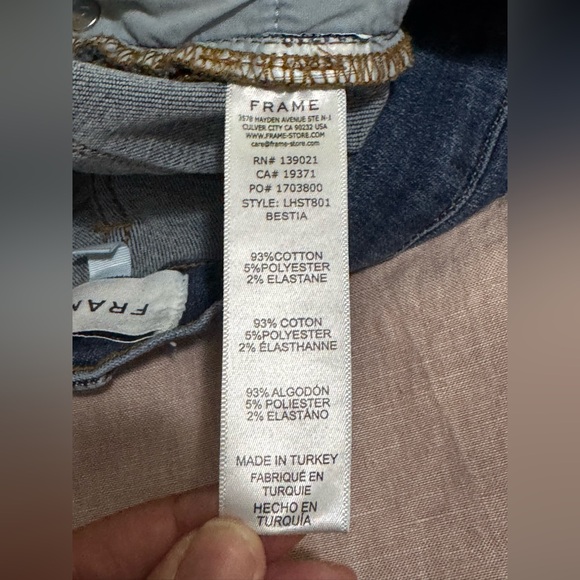 FRAME
3578 HAYDEN AVENUE STE N-1
CULVER CITY CA 90232 USA
WWW.FRAME-STORE.COM
care@frame-store.com
RN# 139021
CA# 19371
PO# 1703800
STYLE: LHST801
BESTIA
93%COTTON
5%POLYESTER
2% ELASTANE
93% COTON
5%POLYESTER
2% ÉLASTHANNE
93% ALGODÓN
5% POLIESTER
2% ELASTÁNO
MADE IN TURKEY
FABRIQUÉ EN
TURQUIE
HECHO EN
TURQUÍA
FRA